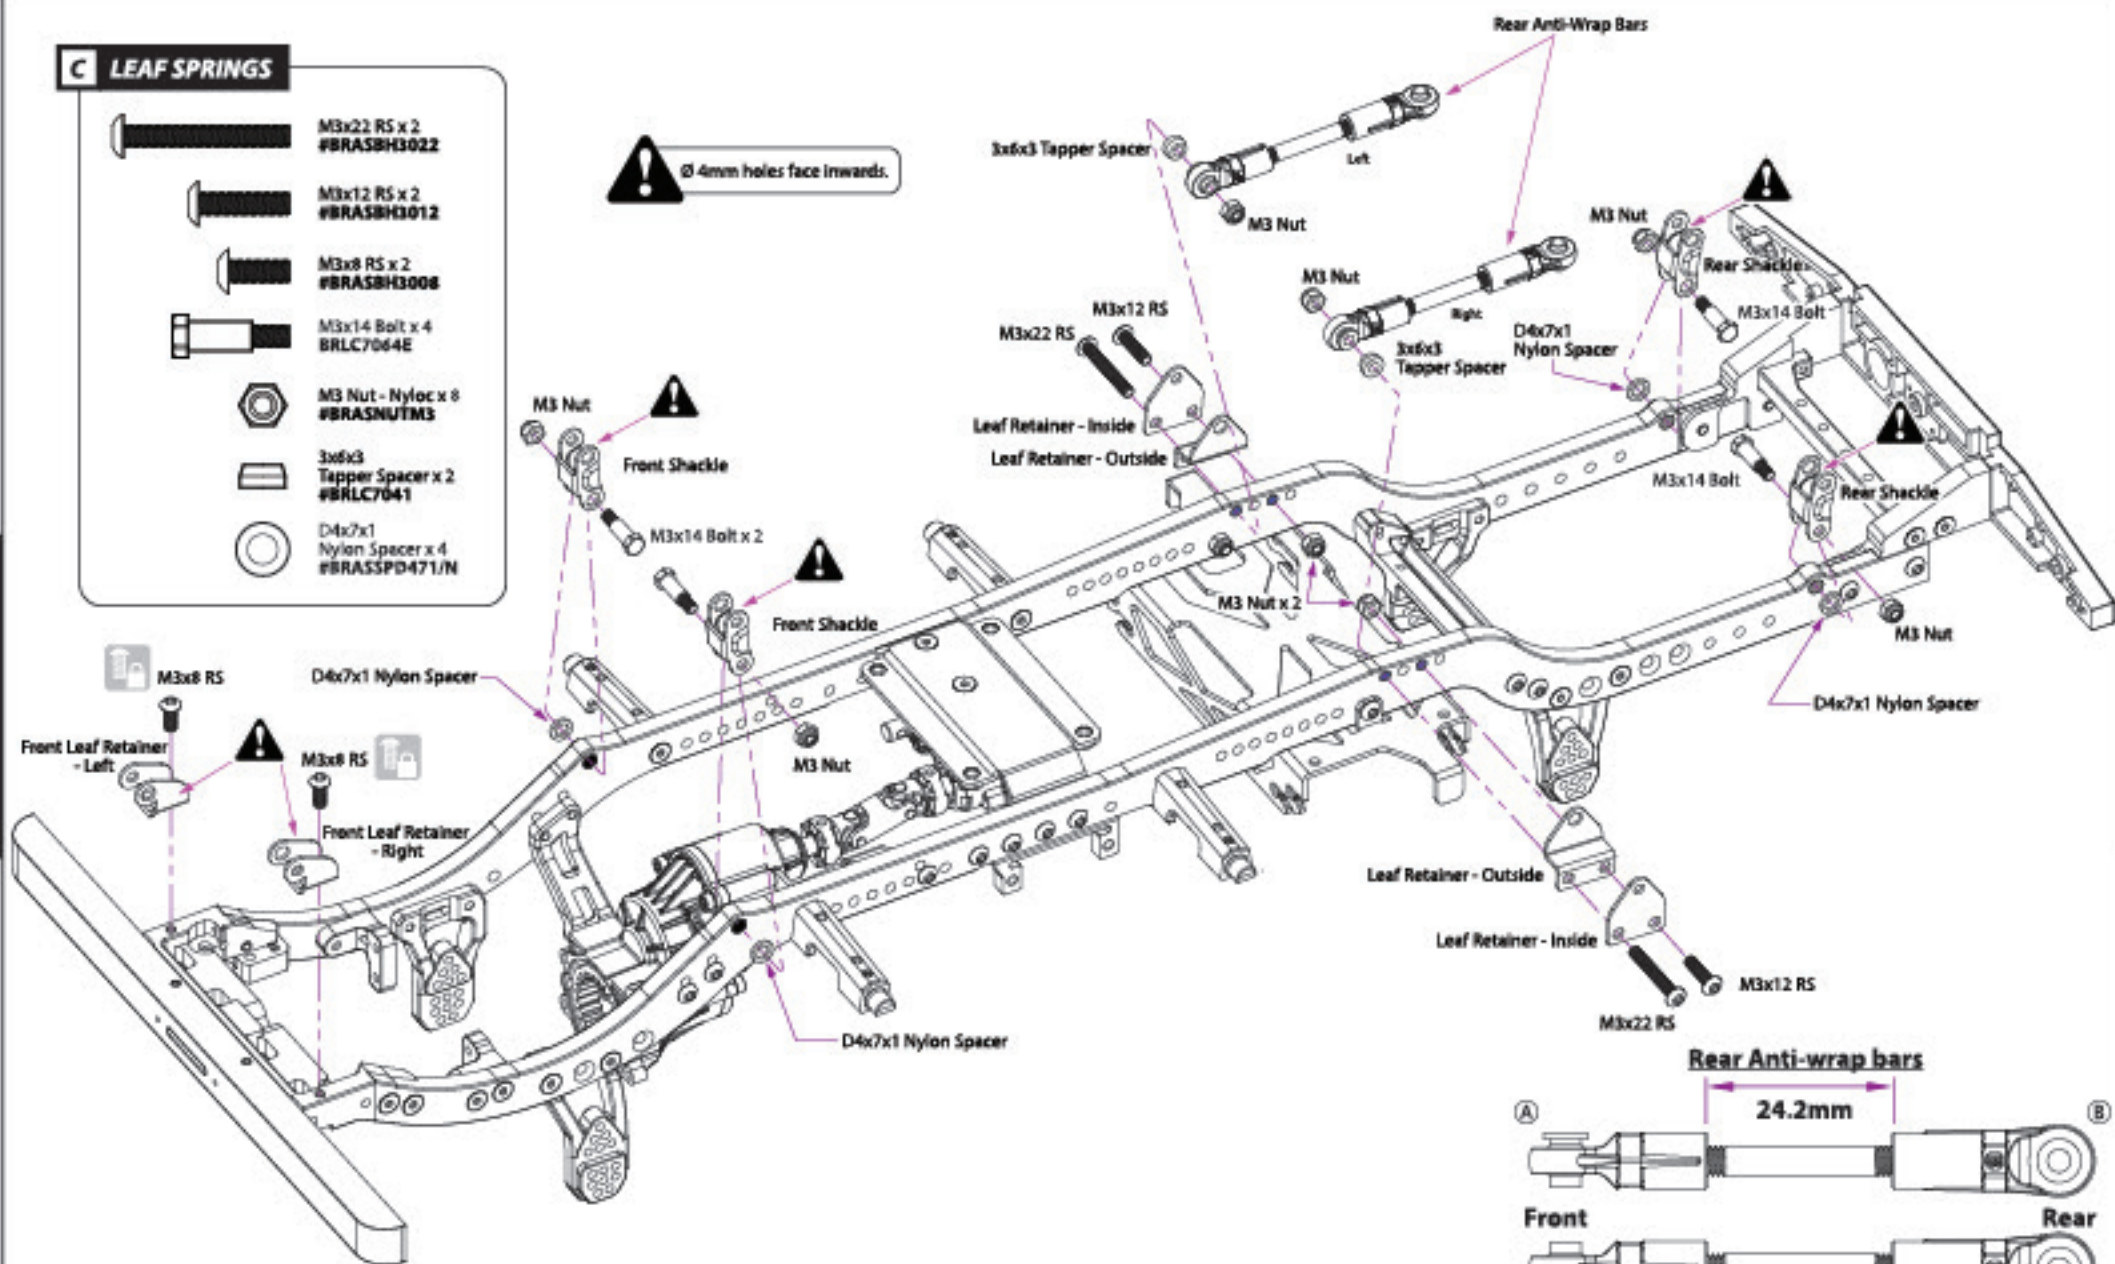 C LEAF SPRINGS
M3x22 RS x 2
#BRASBH3022
M3x12 RS x 2
#BRASBH3012
M3x8 RS x 2
#BRASBH3008
M3x14 Bolt x 4
BRLC7064E
M3 Nut - Nyloc x 8
#BRASNUTM3
3x6x3
Tapper Spacer x 2
#BRLC7041
D4x7x1
Nylon Spacer x 4
#BRASSPD471/N
Ø 4mm holes face inwards.
Rear Anti-Wrap Bars
3x6x3 Tapper Spacer
Left
M3 Nut
M3 Nut
Right
3x6x3
Tapper Spacer
M3 Nut
Rear Shackle
M3x14 Bolt
D4x7x1
Nylon Spacer
M3x12 RS
M3x22 RS
Leaf Retainer - Inside
Leaf Retainer - Outside
M3 Nut
Front Shackle
M3x14 Bolt x 2
M3x14 Bolt
Rear Shackle
M3 Nut x 2
Front Shackle
M3 Nut
D4x7x1 Nylon Spacer
D4x7x1 Nylon Spacer
M3x8 RS
Front Leaf Retainer
- Left
M3x8 RS
M3 Nut
Front Leaf Retainer
- Right
Leaf Retainer - Outside
Leaf Retainer - Inside
M3x12 RS
M3x22 RS
D4x7x1 Nylon Spacer
Rear Anti-wrap bars
A
24.2mm
B
Front
Rear